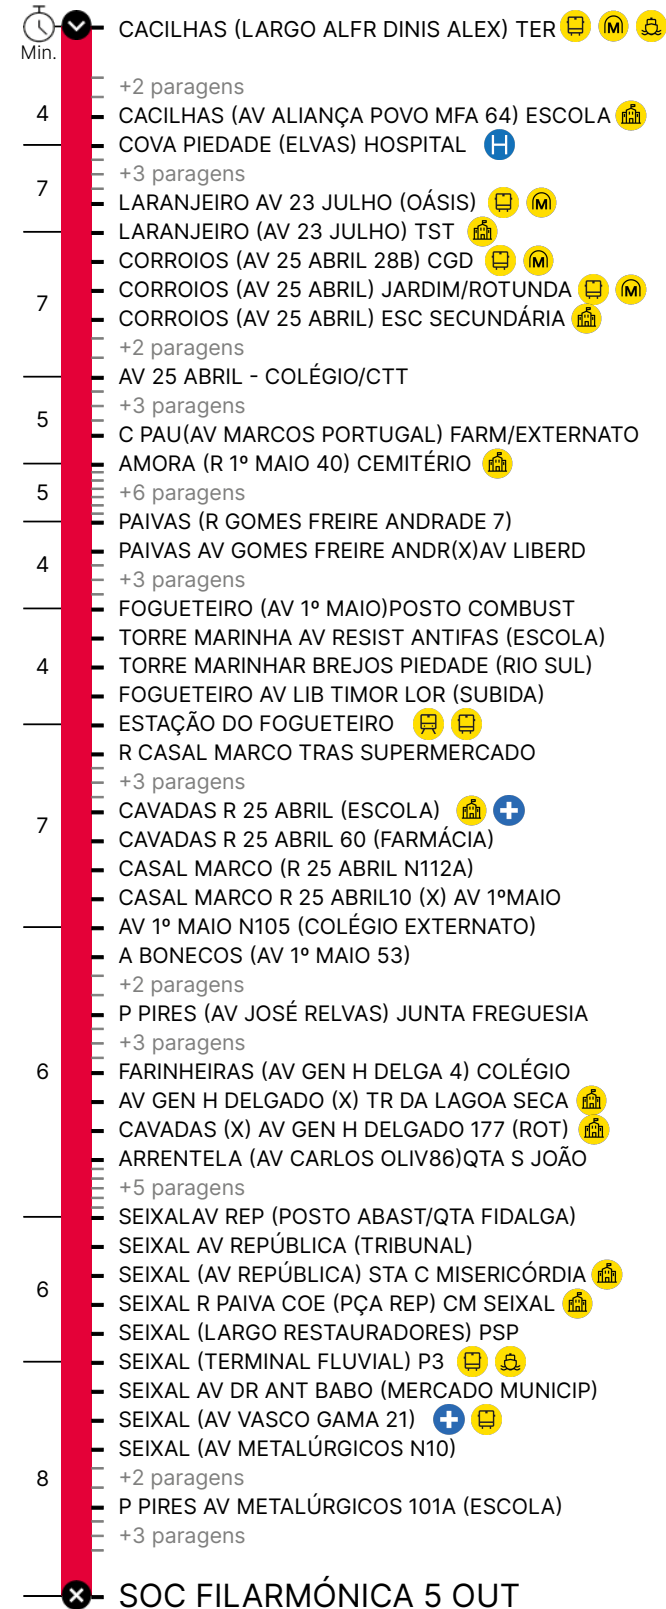 CACILHAS (LARGO ALFR DINIS ALEX) TER M
Min.
+2 paragens
4
CACILHAS (AV ALIANÇA POVO MFA 64) ESCOLA
COVA PIEDADE (ELVAS) HOSPITAL H
+3 paragens
7
LARANJEIRO AV 23 JULHO (OÁSIS) M
LARANJEIRO (AV 23 JULHO) TST
CORROIOS (AV 25 ABRIL 28B) CGD M
CORROIOS (AV 25 ABRIL) JARDIM/ROTUNDA M
7
CORROIOS (AV 25 ABRIL) ESC SECUNDÁRIA
+2 paragens
AV 25 ABRIL - COLÉGIO/CTT
+3 paragens
5
C PAU(AV MARCOS PORTUGAL) FARM/EXTERNATO
AMORA (R 1º MAIO 40) CEMITÉRIO
5
+6 paragens
PAIVAS (R GOMES FREIRE ANDRADE 7)
PAIVAS AV GOMES FREIRE ANDR(X)AV LIBERD
4
+3 paragens
FOGUETEIRO (AV 1º MAIO)POSTO COMBUST
TORRE MARINHA AV RESIST ANTIFAS (ESCOLA)
4
TORRE MARINHAR BREJOS PIEDADE (RIO SUL)
FOGUETEIRO AV LIB TIMOR LOR (SUBIDA)
ESTAÇÃO DO FOGUETEIRO
R CASAL MARCO TRAS SUPERMERCADO
+3 paragens
CAVADAS R 25 ABRIL (ESCOLA)
7
CAVADAS R 25 ABRIL 60 (FARMÁCIA)
CASAL MARCO (R 25 ABRIL N112A)
CASAL MARCO R 25 ABRIL10 (X) AV 1ºMAIO
AV 1º MAIO N105 (COLÉGIO EXTERNATO)
A BONECOS (AV 1º MAIO 53)
+2 paragens
P PIRES (AV JOSÉ RELVAS) JUNTA FREGUESIA
+3 paragens
6
FARINHEIRAS (AV GEN H DELGA 4) COLÉGIO
AV GEN H DELGADO (X) TR DA LAGOA SECA
CAVADAS (X) AV GEN H DELGADO 177 (ROT)
ARRENTELA (AV CARLOS OLIV86)QTA S JOÃO
+5 paragens
SEIXALAV REP (POSTO ABAST/QTA FIDALGA)
SEIXAL AV REPÚBLICA (TRIBUNAL)
6
SEIXAL (AV REPÚBLICA) STA C MISERICÓRDIA
SEIXAL R PAIVA COE (PÇA REP) CM SEIXAL
SEIXAL (LARGO RESTAURADORES) PSP
SEIXAL (TERMINAL FLUVIAL) P3
SEIXAL AV DR ANT BABO (MERCADO MUNICIP)
SEIXAL (AV VASCO GAMA 21)
SEIXAL (AV METALÚRGICOS N10)
8
+2 paragens
P PIRES AV METALÚRGICOS 101A (ESCOLA)
+3 paragens
SOC FILARMÓNICA 5 OUT